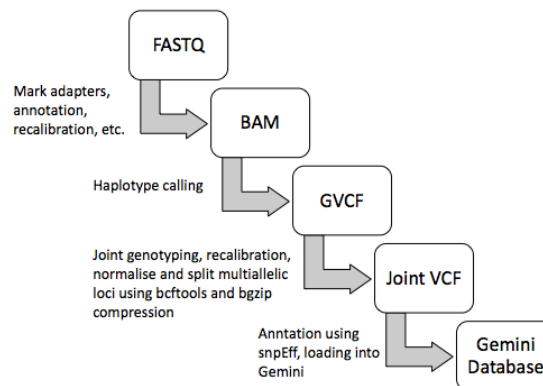 FASTQ
Mark adapters,
annotation,
recalibration, etc.
BAM
Haplotype calling
GVCF
Joint genotyping, recalibration,
normalise and split multiallelic
loci using bcftools and bgzip
compression
Joint VCF
Anntation using
snpEff, loading into
Gemini
Gemini
Database